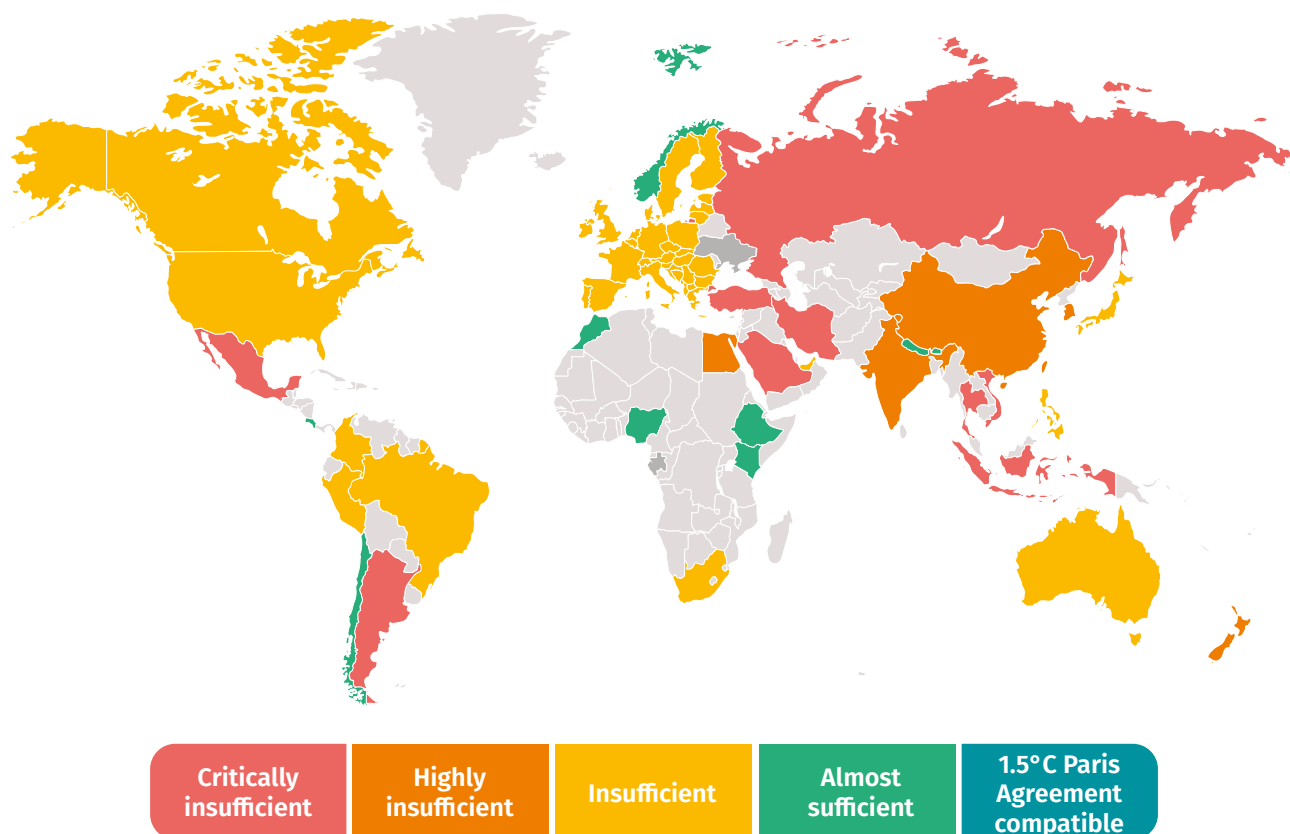 Critically
insufficient
Highly
insufficient
Insufficient
Almost
sufficient
1.5°C Paris
Agreement
compatible